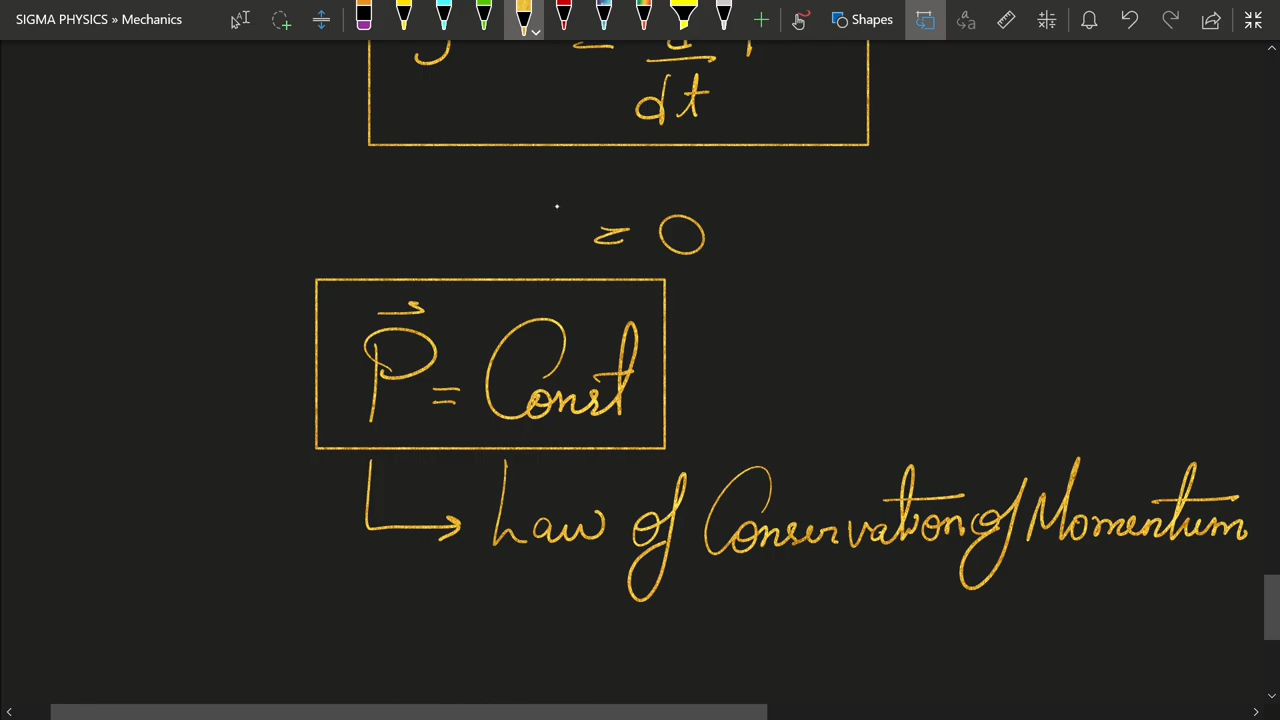 SIGMA PHYSICS » Mechanics
Shapes
= d
dt
= 0
P⃗ = Const
Law of Conservation of Momentum